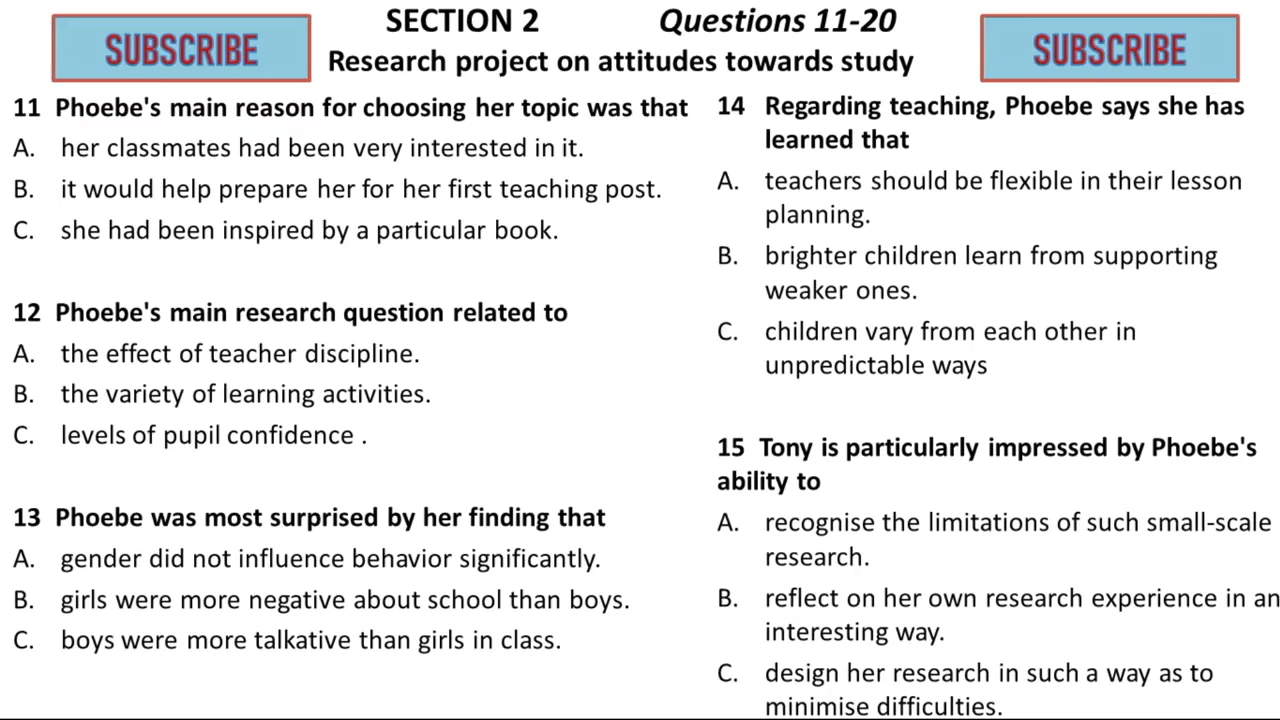 SUBSCRIBE
SECTION 2 Questions 11-20
SUBSCRIBE
Research project on attitudes towards study
11 Phoebe's main reason for choosing her topic was that
A. her classmates had been very interested in it.
B. it would help prepare her for her first teaching post.
C. she had been inspired by a particular book.
12 Phoebe's main research question related to
A. the effect of teacher discipline.
B. the variety of learning activities.
C. levels of pupil confidence .
13 Phoebe was most surprised by her finding that
A. gender did not influence behavior significantly.
B. girls were more negative about school than boys.
C. boys were more talkative than girls in class.
14 Regarding teaching, Phoebe says she has
learned that
A. teachers should be flexible in their lesson
planning.
B. brighter children learn from supporting
weaker ones.
C. children vary from each other in
unpredictable ways
15 Tony is particularly impressed by Phoebe's
ability to
A. recognise the limitations of such small-scale
research.
B. reflect on her own research experience in an
interesting way.
C. design her research in such a way as to
minimise difficulties.